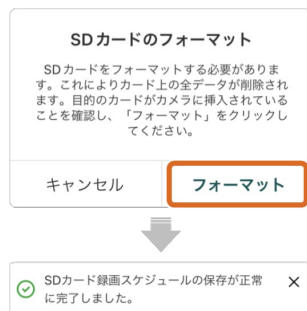 SDカードのフォーマット
SDカードをフォーマットする必要がありま
す。これによりカード上の全データが削除され
ます。目的のカードがカメラに挿入されている
ことを確認し、「フォーマット」をクリックし
てください。
キャンセル
フォーマット
SDカード録画スケジュールの保存が正常
に完了しました。